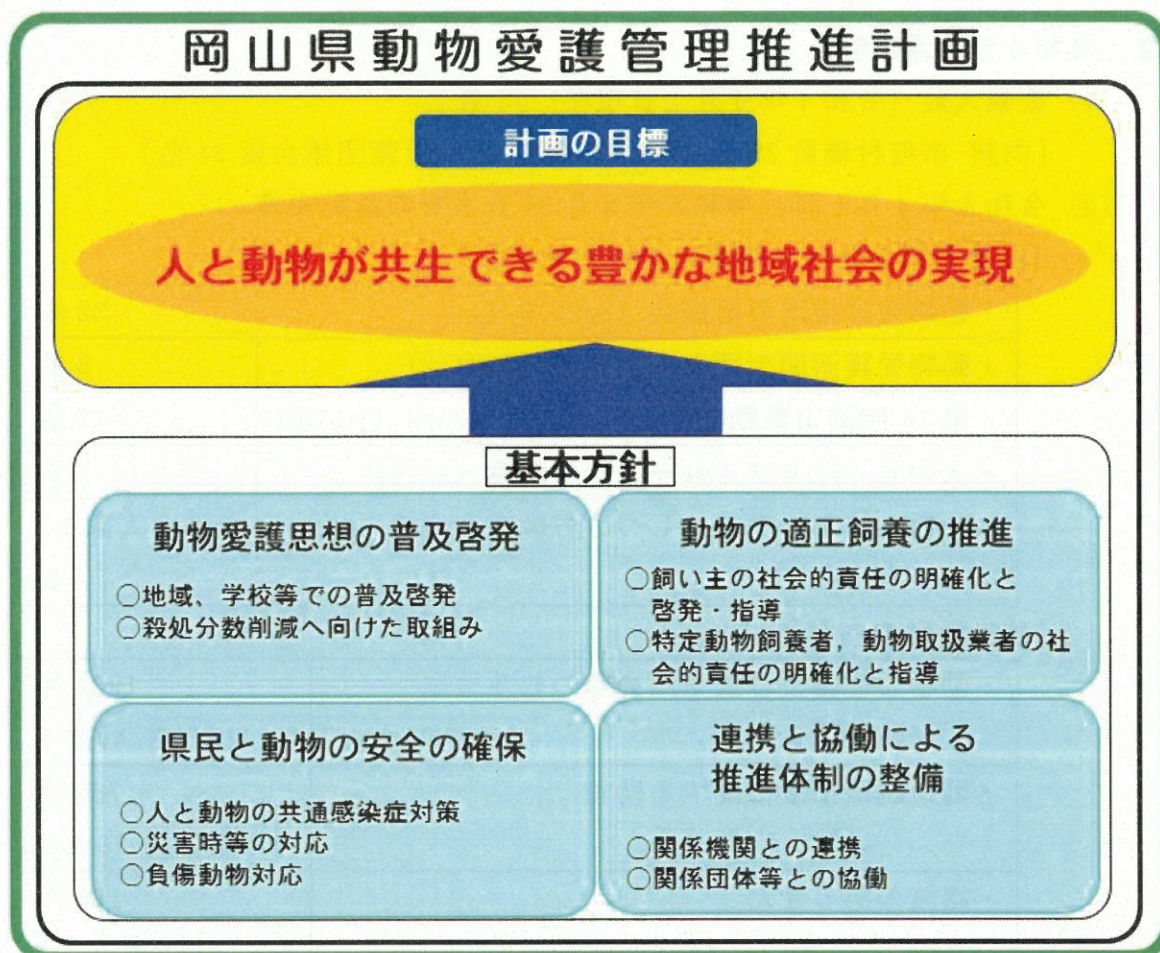 岡山県動物愛護管理推進計画
計画の目標
人と動物が共生できる豊かな地域社会の実現
基本方針
動物愛護思想の普及啓発
○地域、学校等での普及啓発
○殺処分数削減へ向けた取組み
動物の適正飼養の推進
○飼い主の社会的責任の明確化と
啓発・指導
○特定動物飼養者，動物取扱業者の社
会的責任の明確化と指導
県民と動物の安全の確保
○人と動物の共通感染症対策
○災害時等の対応
○負傷動物対応
連携と協働による
推進体制の整備
○関係機関との連携
○関係団体等との協働